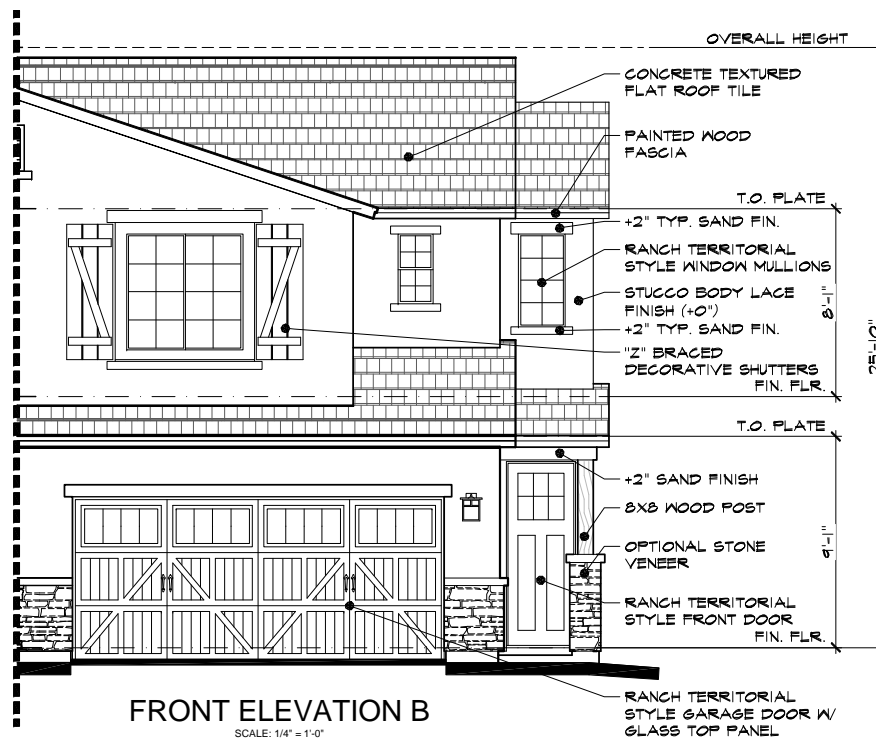 OVERALL HEIGHT
CONCRETE TEXTURED
FLAT ROOF TILE
PAINTED WOOD
FASCIA
T.O. PLATE
+2" TYP. SAND FIN.
RANCH TERRITORIAL
STYLE WINDOW MULLIONS
STUCCO BODY LACE
FINISH (+0")
+2" TYP. SAND FIN.
"Z" BRACED
DECORATIVE SHUTTERS
FIN. FLR.
8'-1"
25'-10"
T.O. PLATE
+2" SAND FINISH
8X8 WOOD POST
OPTIONAL STONE
VENEER
RANCH TERRITORIAL
STYLE FRONT DOOR
FIN. FLR.
9'-1"
RANCH TERRITORIAL
STYLE GARAGE DOOR W/
GLASS TOP PANEL
FRONT ELEVATION B
SCALE: 1/4" = 1'-0"